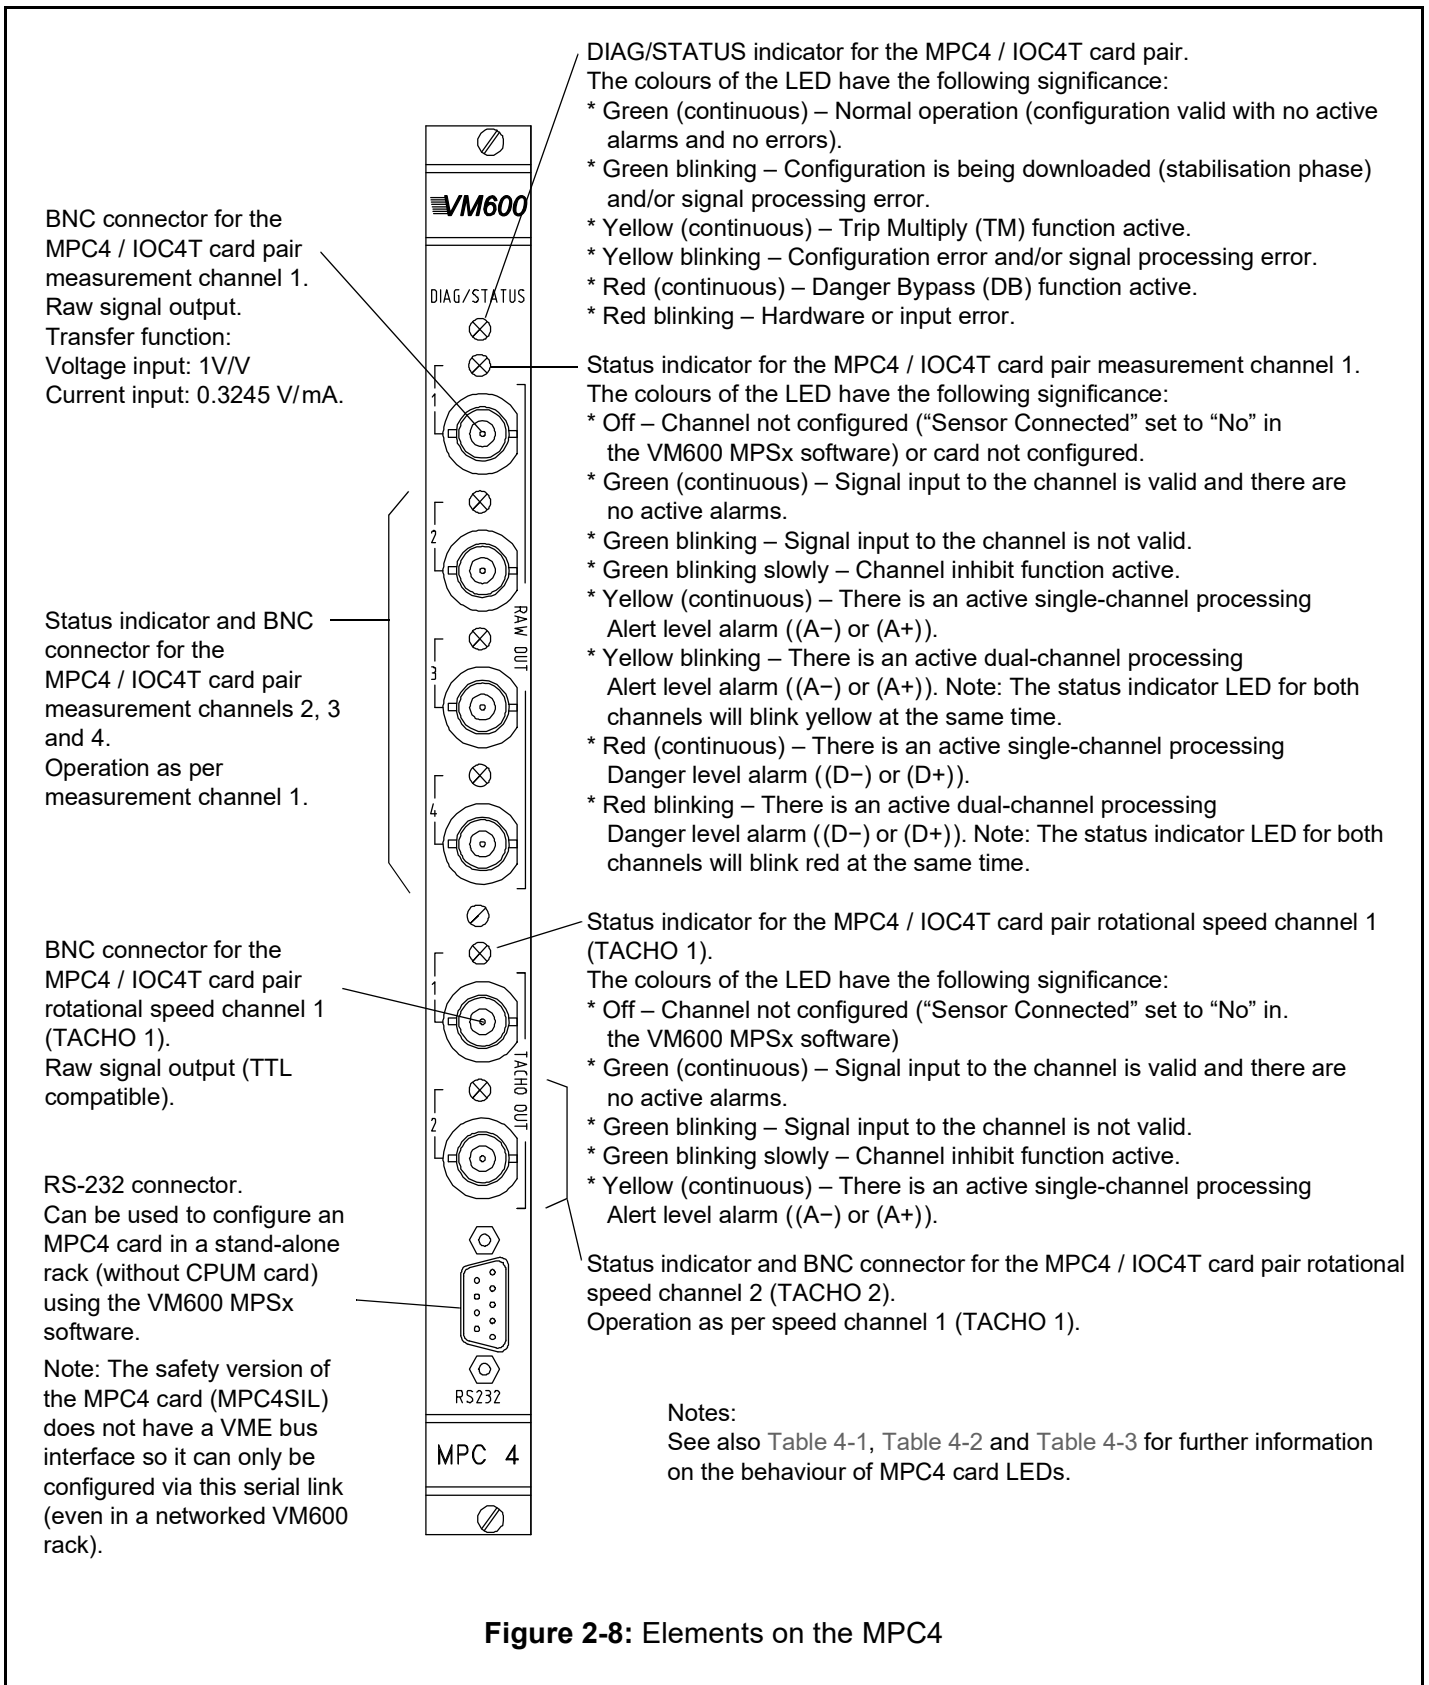 DIAG/STATUS indicator for the MPC4 / IOC4T card pair.
The colours of the LED have the following significance:
* Green (continuous) – Normal operation (configuration valid with no active
alarms and no errors).
* Green blinking – Configuration is being downloaded (stabilisation phase)
and/or signal processing error.
* Yellow (continuous) – Trip Multiply (TM) function active.
* Yellow blinking – Configuration error and/or signal processing error.
* Red (continuous) – Danger Bypass (DB) function active.
* Red blinking – Hardware or input error.
BNC connector for the
MPC4 / IOC4T card pair
measurement channel 1.
Raw signal output.
Transfer function:
Voltage input: 1V/V
Current input: 0.3245 V/mA.
Status indicator for the MPC4 / IOC4T card pair measurement channel 1.
The colours of the LED have the following significance:
* Off – Channel not configured (“Sensor Connected” set to “No” in
the VM600 MPSx software) or card not configured.
* Green (continuous) – Signal input to the channel is valid and there are
no active alarms.
* Green blinking – Signal input to the channel is not valid.
* Green blinking slowly – Channel inhibit function active.
* Yellow (continuous) – There is an active single-channel processing
Alert level alarm ((A−) or (A+)).
* Yellow blinking – There is an active dual-channel processing
Alert level alarm ((A−) or (A+)). Note: The status indicator LED for both
channels will blink yellow at the same time.
* Red (continuous) – There is an active single-channel processing
Danger level alarm ((D−) or (D+)).
* Red blinking – There is an active dual-channel processing
Danger level alarm ((D−) or (D+)). Note: The status indicator LED for both
channels will blink red at the same time.
Status indicator and BNC
connector for the
MPC4 / IOC4T card pair
measurement channels 2, 3
and 4.
Operation as per
measurement channel 1.
Status indicator for the MPC4 / IOC4T card pair rotational speed channel 1
(TACHO 1).
The colours of the LED have the following significance:
* Off – Channel not configured (“Sensor Connected” set to “No” in.
the VM600 MPSx software)
* Green (continuous) – Signal input to the channel is valid and there are
no active alarms.
* Green blinking – Signal input to the channel is not valid.
* Green blinking slowly – Channel inhibit function active.
* Yellow (continuous) – There is an active single-channel processing
Alert level alarm ((A−) or (A+)).
BNC connector for the
MPC4 / IOC4T card pair
rotational speed channel 1
(TACHO 1).
Raw signal output (TTL
compatible).
Status indicator and BNC connector for the MPC4 / IOC4T card pair rotational
speed channel 2 (TACHO 2).
Operation as per speed channel 1 (TACHO 1).
RS-232 connector.
Can be used to configure an
MPC4 card in a stand-alone
rack (without CPUM card)
using the VM600 MPSx
software.
Note: The safety version of
the MPC4 card (MPC4SIL)
does not have a VME bus
interface so it can only be
configured via this serial link
(even in a networked VM600
rack).
VM600
DIAG/STATUS
1
2
3
4
RAW OUT
1
2
TACHO OUT
RS232
MPC 4
Notes:
See also Table 4-1, Table 4-2 and Table 4-3 for further information
on the behaviour of MPC4 card LEDs.
Figure 2-8: Elements on the MPC4